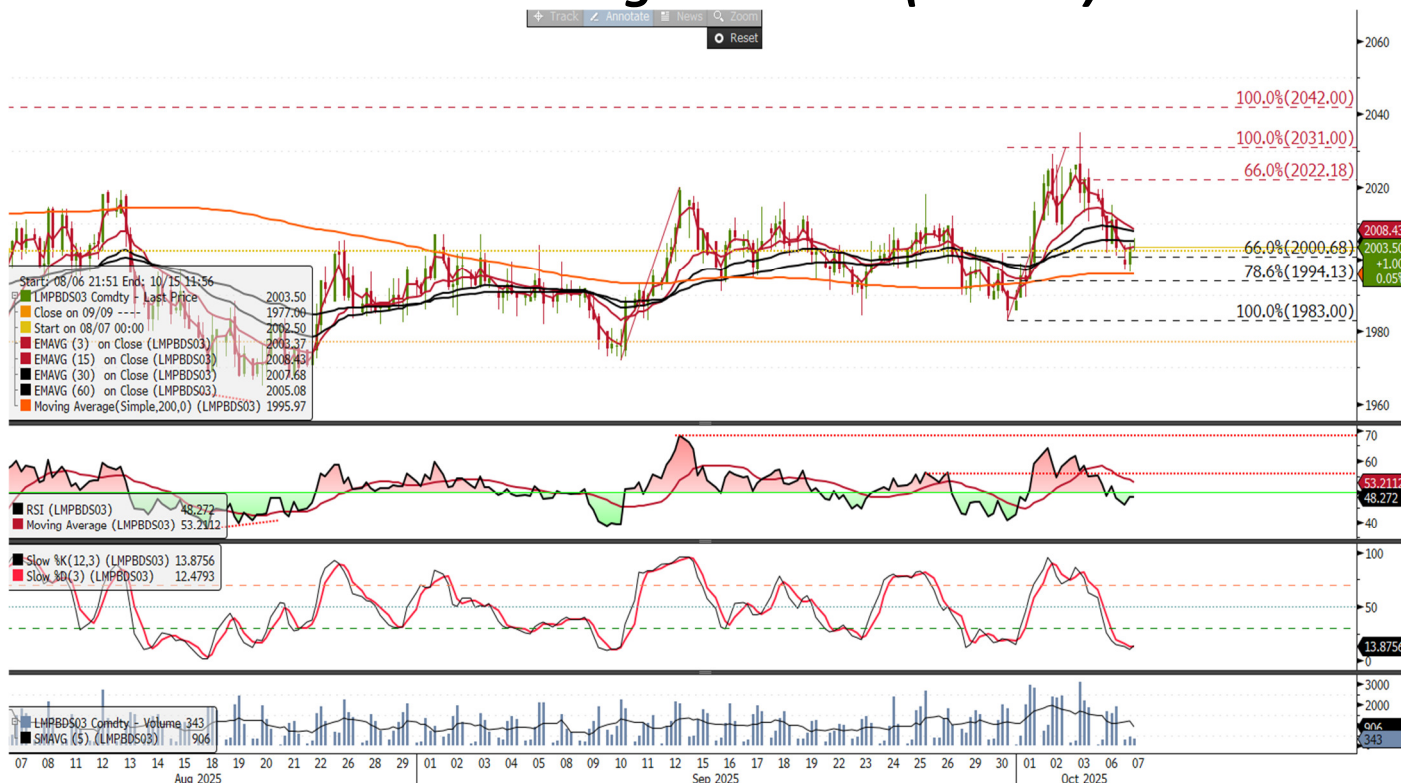 Track Annotate News Zoom
Reset
2060
100.0%(2042.00)
2040
100.0%(2031.00)
66.0%(2022.18)
2020
2008.43
66.0%(2000.68)
2003.50
+1.00
0.05%
78.6%(1994.13)
100.0%(1983.00)
1980
1960
Start: 08/06 21:51 End: 10/15 11:56
LMPBDS03 Comdty - Last Price 2003.50
Close on 09/09 ---- 1977.00
Start on 08/07 00:00 2002.50
EMAVG (3) on Close (LMPBDS03) 2003.37
EMAVG (15) on Close (LMPBDS03) 2008.43
EMAVG (30) on Close (LMPBDS03) 2007.68
EMAVG (60) on Close (LMPBDS03) 2005.08
Moving Average(Simple,200,0) (LMPBDS03) 1995.97
70
60
53.2112
48.272
40
RSI (LMPBDS03) 48.272
Moving Average (LMPBDS03) 53.2112
Slow %K(12,3) (LMPBDS03) 13.8756
Slow %D(3) (LMPBDS03) 12.4793
100
50
13.8756
0
LMPBDS03 Comdty - Volume 343
SMAVG (5) (LMPBDS03) 906
3000
2000
906
343
07 08 11 12 13 14 15 18 19 20 21 22 26 28 29 01 02 03 04 05 08 09 10 11 12 15 16 17 18 19 22 23 24 25 26 29 30 01 02 03 06 07
Aug 2025 Sep 2025 Oct 2025